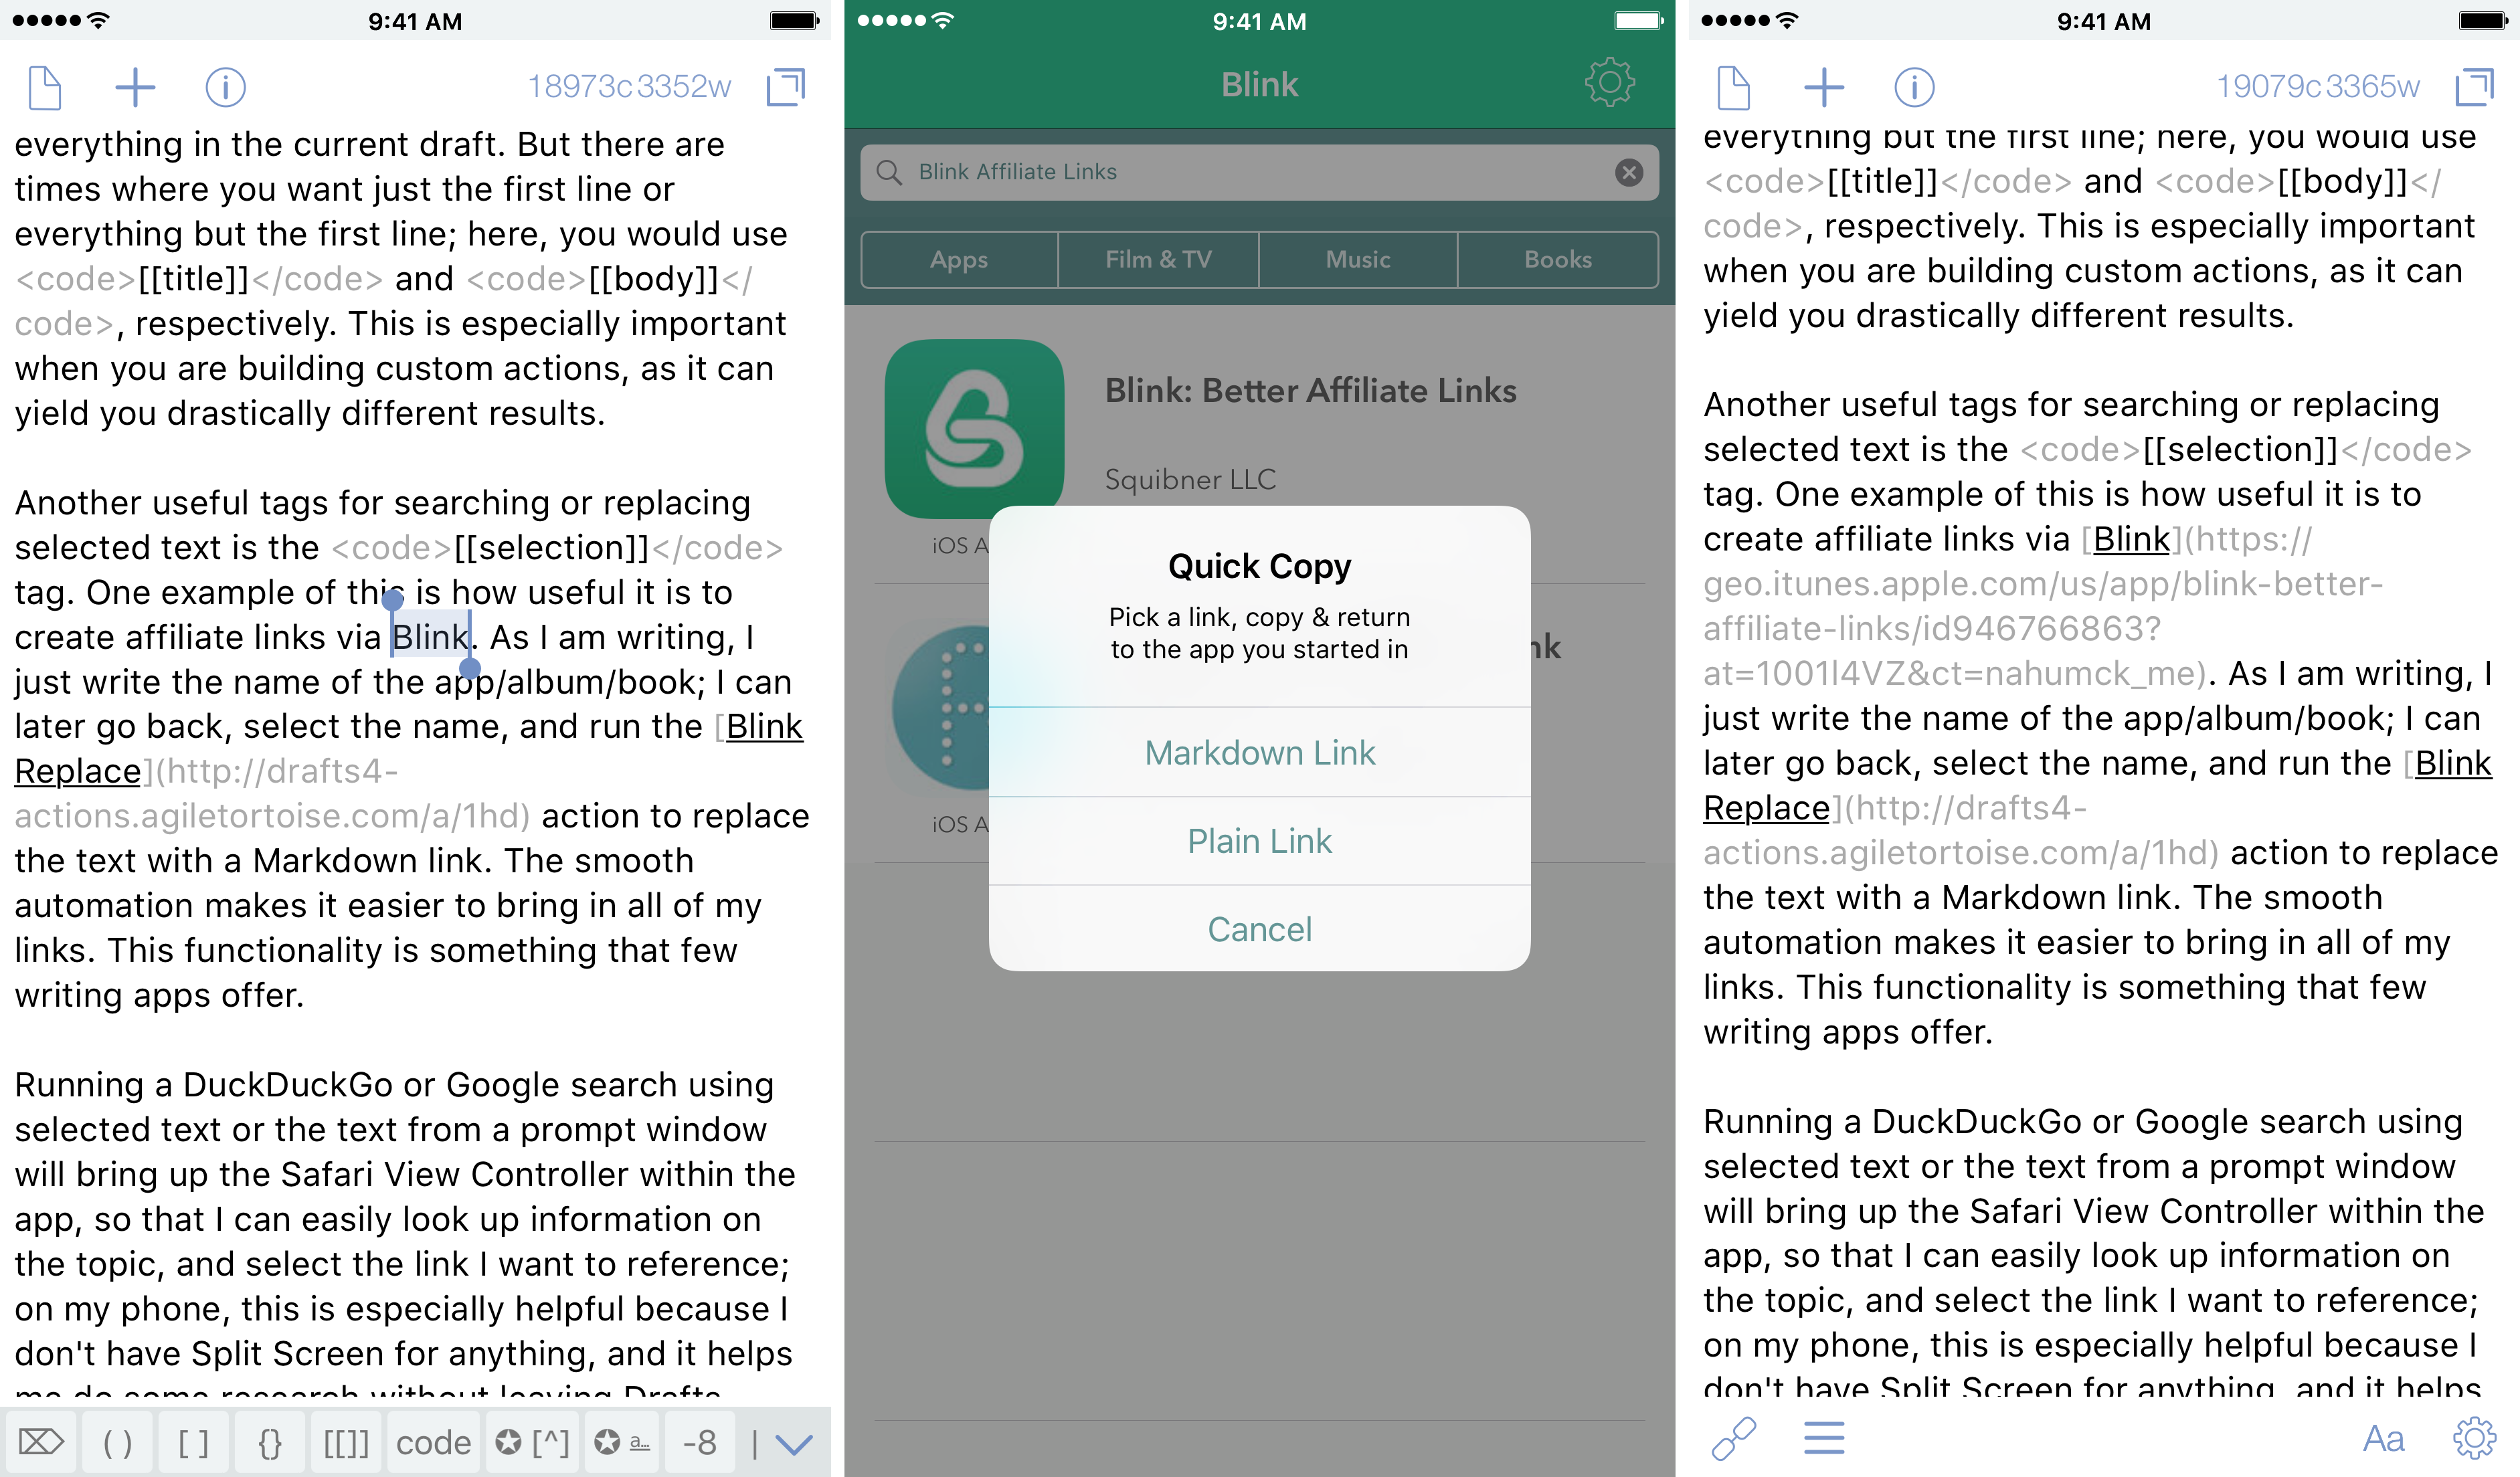 9:41 AM
18973c 3352w
everything in the current draft. But there are
times where you want just the first line or
everything but the first line; here, you would use
<code>[[title]]</code> and <code>[[body]]</
code>, respectively. This is especially important
when you are building custom actions, as it can
yield you drastically different results.
Another useful tags for searching or replacing
selected text is the <code>[[selection]]</code>
tag. One example of this is how useful it is to
create affiliate links via Blink. As I am writing, I
just write the name of the app/album/book; I can
later go back, select the name, and run the [Blink
Replace](http://drafts4-
actions.agiletortoise.com/a/1hd) action to replace
the text with a Markdown link. The smooth
automation makes it easier to bring in all of my
links. This functionality is something that few
writing apps offer.
Running a DuckDuckGo or Google search using
selected text or the text from a prompt window
will bring up the Safari View Controller within the
app, so that I can easily look up information on
the topic, and select the link I want to reference;
on my phone, this is especially helpful because I
don't have Split Screen for anything, and it helps
me do some research without leaving Drafts.
( ) [ ] {} [[]] code [^] a... -8 |
9:41 AM
Blink
Blink Affiliate Links
Apps Film & TV Music Books
Blink: Better Affiliate Links
Squibner LLC
iOS A
Quick Copy
Pick a link, copy & return
to the app you started in
nk
Markdown Link
iOS A
Plain Link
Cancel
9:41 AM
19079c 3365w
everything but the first line; here, you would use
<code>[[title]]</code> and <code>[[body]]</
code>, respectively. This is especially important
when you are building custom actions, as it can
yield you drastically different results.
Another useful tags for searching or replacing
selected text is the <code>[[selection]]</code>
tag. One example of this is how useful it is to
create affiliate links via [Blink](https://
geo.itunes.apple.com/us/app/blink-better-
affiliate-links/id946766863?
at=1001l4VZ&ct=nahumck_me). As I am writing, I
just write the name of the app/album/book; I can
later go back, select the name, and run the [Blink
Replace](http://drafts4-
actions.agiletortoise.com/a/1hd) action to replace
the text with a Markdown link. The smooth
automation makes it easier to bring in all of my
links. This functionality is something that few
writing apps offer.
Running a DuckDuckGo or Google search using
selected text or the text from a prompt window
will bring up the Safari View Controller within the
app, so that I can easily look up information on
the topic, and select the link I want to reference;
on my phone, this is especially helpful because I
don't have Split Screen for anything, and it helps
Aa